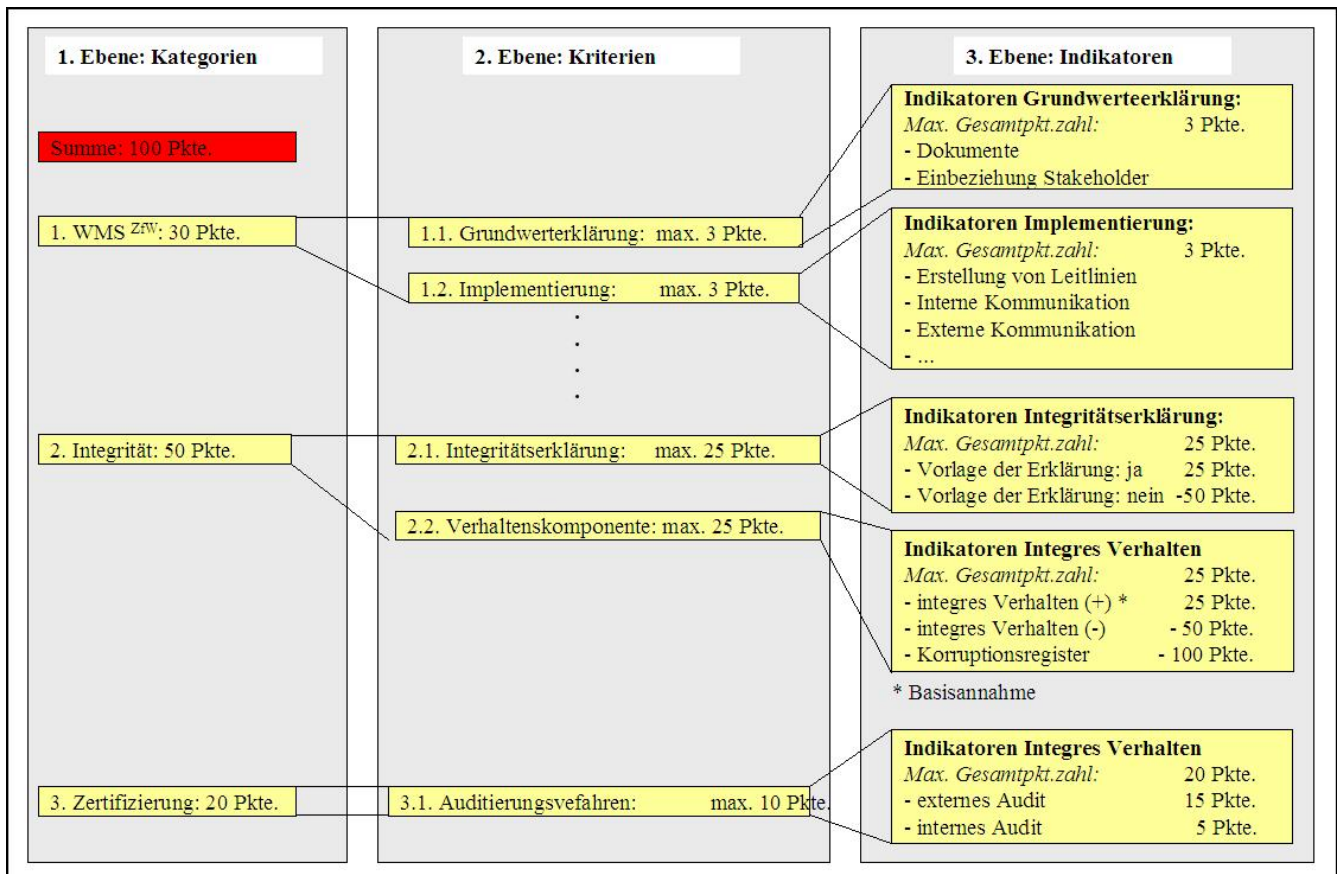 1. Ebene: Kategorien
Summe: 100 Pkte.
1. WMS ZfW: 30 Pkte.
2. Integrität: 50 Pkte.
3. Zertifizierung: 20 Pkte.
2. Ebene: Kriterien
1.1. Grundwerterklärung: max. 3 Pkte.
1.2. Implementierung: max. 3 Pkte.
.
.
.
.
2.1. Integritätserklärung: max. 25 Pkte.
2.2. Verhaltenskomponente: max. 25 Pkte.
3.1. Auditierungsvefahren: max. 10 Pkte.
3. Ebene: Indikatoren
Indikatoren Grundwerteerklärung:
Max. Gesamtpkt.zahl: 3 Pkte.
- Dokumente
- Einbeziehung Stakeholder
Indikatoren Implementierung:
Max. Gesamtpkt.zahl: 3 Pkte.
- Erstellung von Leitlinien
- Interne Kommunikation
- Externe Kommunikation
- ...
Indikatoren Integritätserklärung:
Max. Gesamtpkt.zahl: 25 Pkte.
- Vorlage der Erklärung: ja 25 Pkte.
- Vorlage der Erklärung: nein -50 Pkte.
Indikatoren Integres Verhalten
Max. Gesamtpkt.zahl: 25 Pkte.
- integres Verhalten (+) * 25 Pkte.
- integres Verhalten (-) - 50 Pkte.
- Korruptionsregister - 100 Pkte.
* Basisannahme
Indikatoren Integres Verhalten
Max. Gesamtpkt.zahl: 20 Pkte.
- externes Audit 15 Pkte.
- internes Audit 5 Pkte.